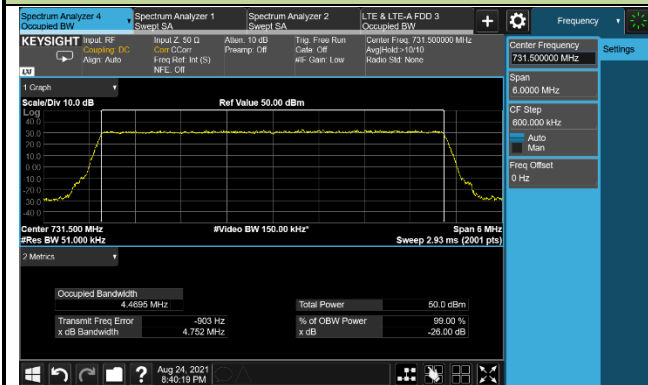 Spectrum Analyzer 4
Occupied BW
Spectrum Analyzer 1
Swept SA
Spectrum Analyzer 2
Swept SA
LTE & LTE-A FDD 3
Occupied BW
Frequency
KEYSIGHT
Input: RF
Coupling: DC
Align: Auto
Input Z: 50 Ω
Corr CCorr
Freq Ref: Int (S)
NFE: Off
Atten: 10 dB
Preamp: Off
Trig: Free Run
Gate: Off
#IF Gain: Low
Center Freq: 731.500000 MHz
Avg|Hold:>10/10
Radio Std: None
LXI
Center Frequency
731.500000 MHz
Settings
Span
6.0000 MHz
CF Step
600.000 kHz
Auto
Man
Freq Offset
0 Hz
1 Graph
Scale/Div 10.0 dB
Ref Value 50.00 dBm
Log
40.0
30.0
20.0
10.0
0.00
-10.0
-20.0
-30.0
-40.0
Center 731.500 MHz
#Video BW 150.00 kHz*
Span 6 MHz
#Res BW 51.000 kHz
Sweep 2.93 ms (2001 pts)
2 Metrics
Occupied Bandwidth
4.4695 MHz
Total Power
50.0 dBm
Transmit Freq Error
-903 Hz
% of OBW Power
99.00 %
x dB Bandwidth
4.752 MHz
x dB
-26.00 dB
Aug 24, 2021
8:40:19 PM